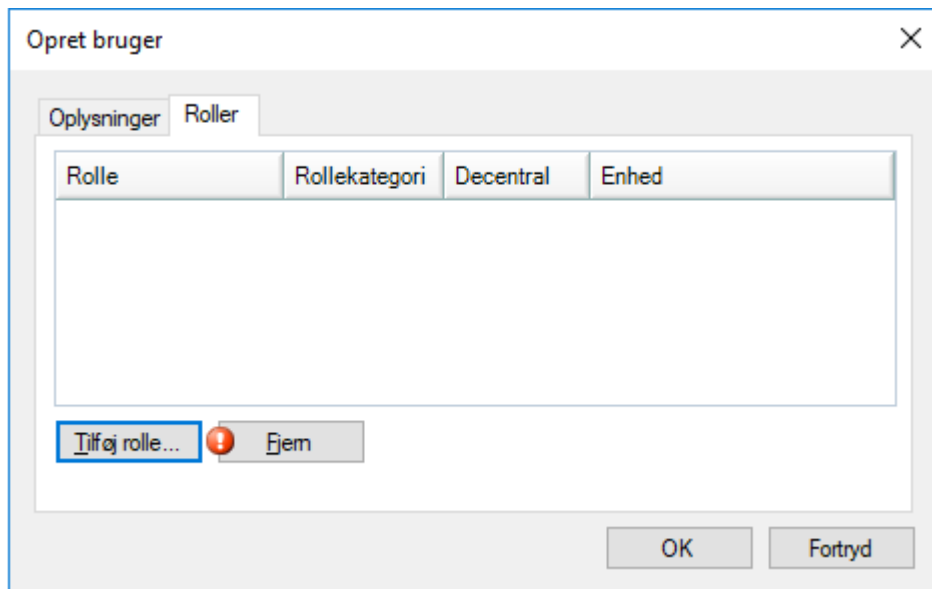 Opret bruger
Oplysninger Roller
Rolle Rollekategori Decentral Enhed
Tilføj rolle... Fjern
OK Fortryd